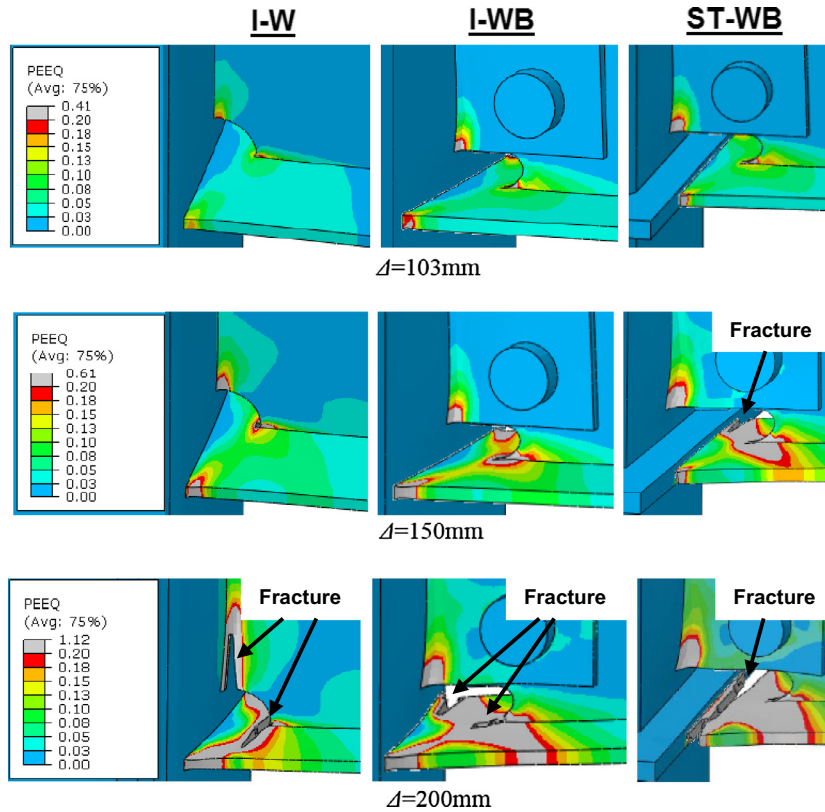 I-W
I-WB
ST-WB
PEEQ
(Avg: 75%)
0.41
0.20
0.18
0.15
0.13
0.10
0.08
0.05
0.03
0.00
Δ=103mm
PEEQ
(Avg: 75%)
0.61
0.20
0.18
0.15
0.13
0.10
0.08
0.05
0.03
0.00
Fracture
Δ=150mm
PEEQ
(Avg: 75%)
1.12
0.20
0.18
0.15
0.13
0.10
0.08
0.05
0.03
0.00
Fracture
Fracture
Fracture
Δ=200mm